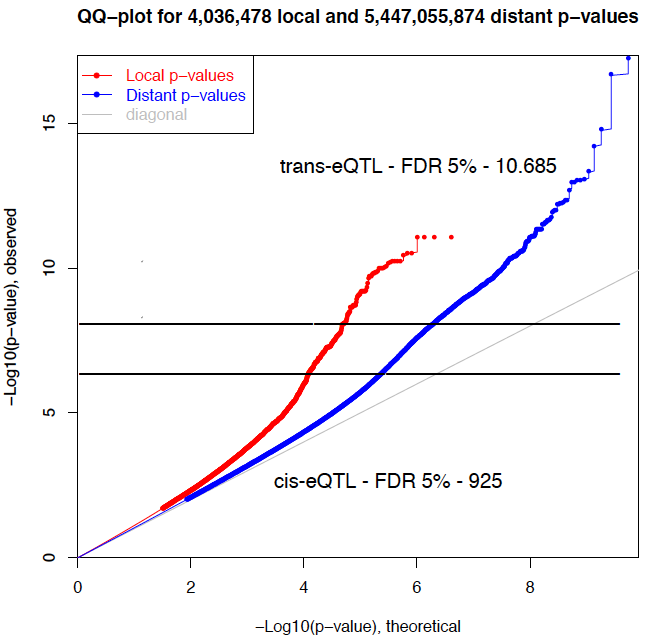 QQ−plot for 4,036,478 local and 5,447,055,874 distant p−values
Local p−values
Distant p−values
diagonal
trans-eQTL - FDR 5% - 10.685
cis-eQTL - FDR 5% - 925
−Log10(p−value), observed
15
10
5
0
0 2 4 6 8
−Log10(p−value), theoretical